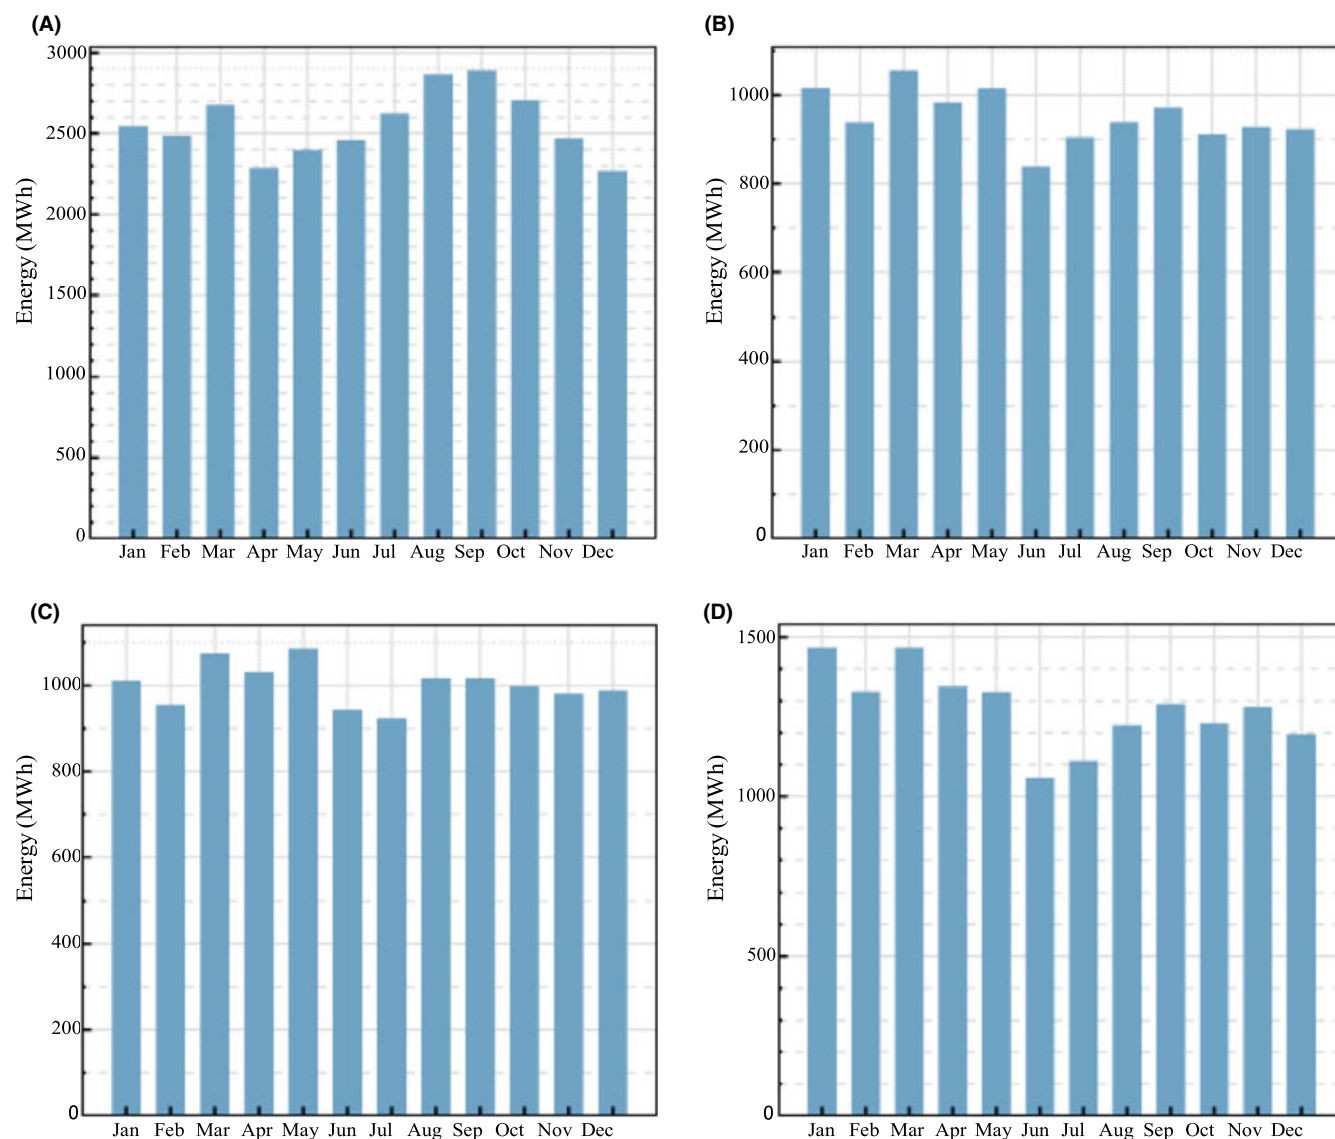 (A)
3000
2500
2000
1500
1000
500
0
Energy (MWh)
Jan Feb Mar Apr May Jun Jul Aug Sep Oct Nov Dec
(B)
1000
800
600
400
200
0
Energy (MWh)
Jan Feb Mar Apr May Jun Jul Aug Sep Oct Nov Dec
(C)
1000
800
600
400
200
0
Energy (MWh)
Jan Feb Mar Apr May Jun Jul Aug Sep Oct Nov Dec
(D)
1500
1000
500
0
Energy (MWh)
Jan Feb Mar Apr May Jun Jul Aug Sep Oct Nov Dec